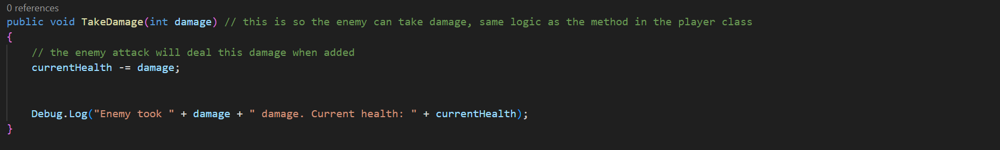 0 references
public void TakeDamage(int damage) // this is so the enemy can take damage, same logic as the method in the player class
{
// the enemy attack will deal this damage when added
currentHealth -= damage;
Debug.Log("Enemy took " + damage + " damage. Current health: " + currentHealth);
}